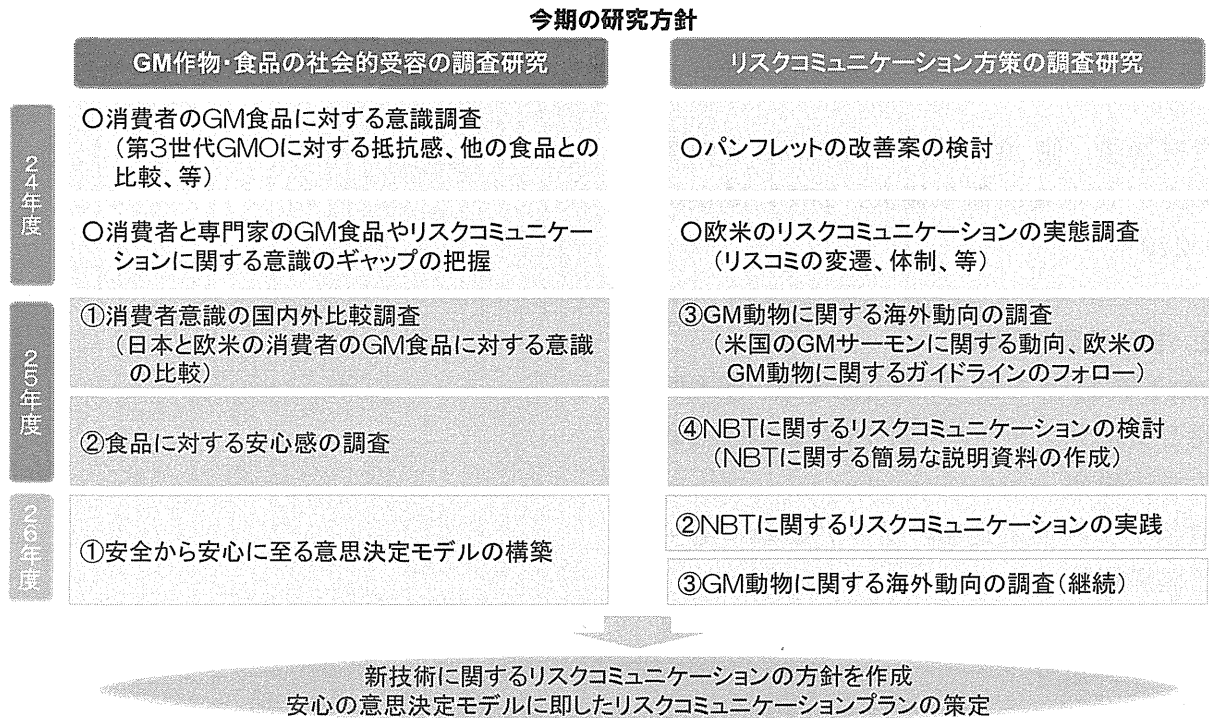 今期の研究方針
GM作物・食品の社会的受容の調査研究
リスクコミュニケーション方策の調査研究
24年度
○消費者のGM食品に対する意識調査
(第3世代GMOに対する抵抗感、他の食品との
比較、等)
○消費者と専門家のGM食品やリスクコミュニケー
ションに関する意識のギャップの把握
○パンフレットの改善案の検討
○欧米のリスクコミュニケーションの実態調査
(リスコミの変遷、体制、等)
25年度
①消費者意識の国内外比較調査
(日本と欧米の消費者のGM食品に対する意識
の比較)
②食品に対する安心感の調査
③GM動物に関する海外動向の調査
(米国のGMサーモンに関する動向、欧米の
GM動物に関するガイドラインのフォロー)
④NBTに関するリスクコミュニケーションの検討
(NBTに関する簡易な説明資料の作成)
26年度
①安全から安心に至る意思決定モデルの構築
②NBTに関するリスクコミュニケーションの実践
③GM動物に関する海外動向の調査(継続)
新技術に関するリスクコミュニケーションの方針を作成
安心の意思決定モデルに即したリスクコミュニケーションプランの策定